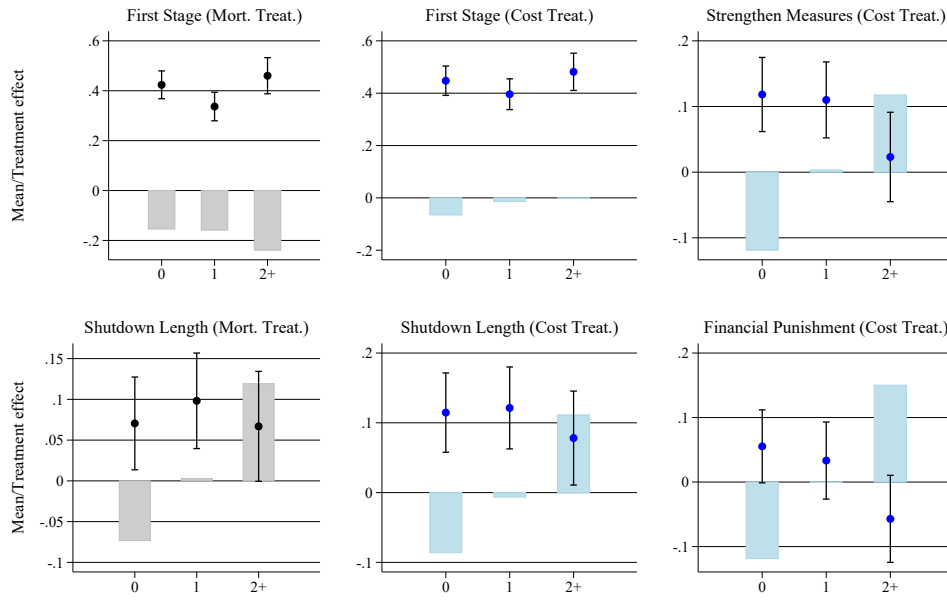 First Stage (Mort. Treat.)
Mean/Treatment effect
.6
.4
.2
0
-.2
0 1 2+
First Stage (Cost Treat.)
.6
.4
.2
0
-.2
0 1 2+
Strengthen Measures (Cost Treat.)
.2
.1
0
-.1
0 1 2+
Shutdown Length (Mort. Treat.)
Mean/Treatment effect
.15
.1
.05
0
-.05
-.1
0 1 2+
Shutdown Length (Cost Treat.)
.2
.1
0
-.1
0 1 2+
Financial Punishment (Cost Treat.)
.2
.1
0
-.1
0 1 2+